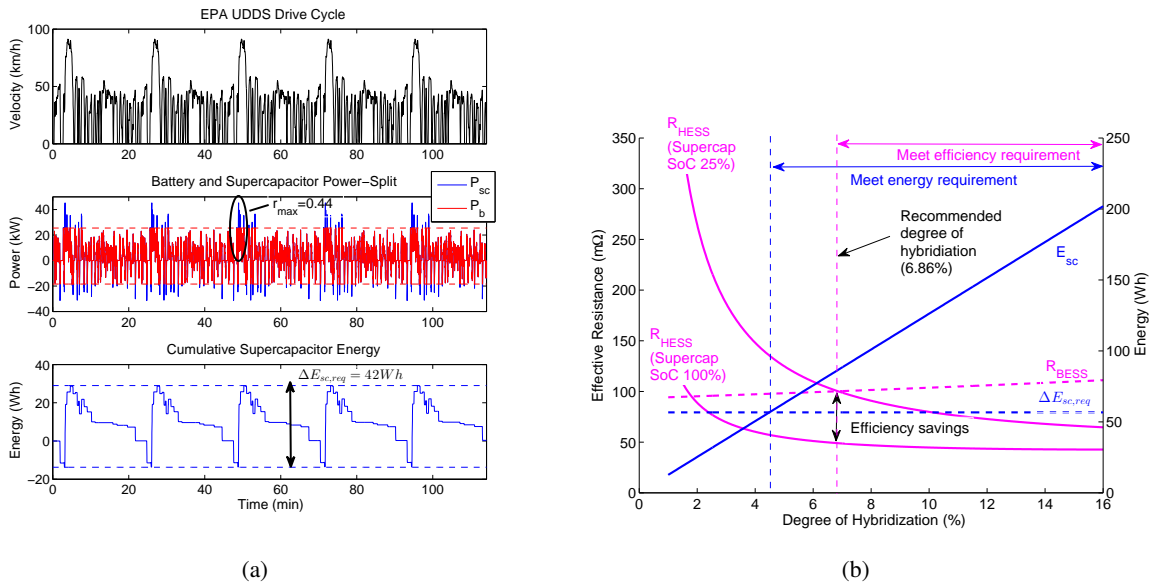 EPA UDDS Drive Cycle
100
50
0
Velocity (km/h)
0 20 40 60 80 100
Battery and Supercapacitor Power−Split
P_sc
P_b
r_max=0.44
40
20
0
−20
−40
Power (kW)
0 20 40 60 80 100
Cumulative Supercapacitor Energy
ΔE_sc,req = 42Wh
40
20
0
−20
Energy (Wh)
0 20 40 60 80 100
Time (min)
(a)
R_HESS
(Supercap
SoC 25%)
Meet efficiency requirement
Meet energy requirement
Recommended
degree of
hybridiation
(6.86%)
E_sc
R_HESS
(Supercap
SoC 100%)
R_BESS
ΔE_sc,req
Efficiency savings
350
300
250
200
150
100
50
0
Effective Resistance (mΩ)
250
200
150
100
50
0
Energy (Wh)
2 4 6 8 10 12 14 16
Degree of Hybridization (%)
(b)